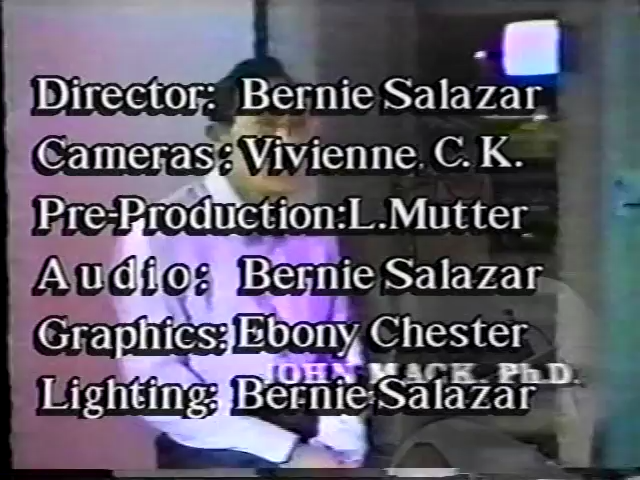 Director: Bernie Salazar
Cameras: Vivienne C.K.
Pre-Production:L.Mutter
Audio: Bernie Salazar
Graphics: Ebony Chester
JOHN MACK, Ph.D.
Lighting: Bernie Salazar